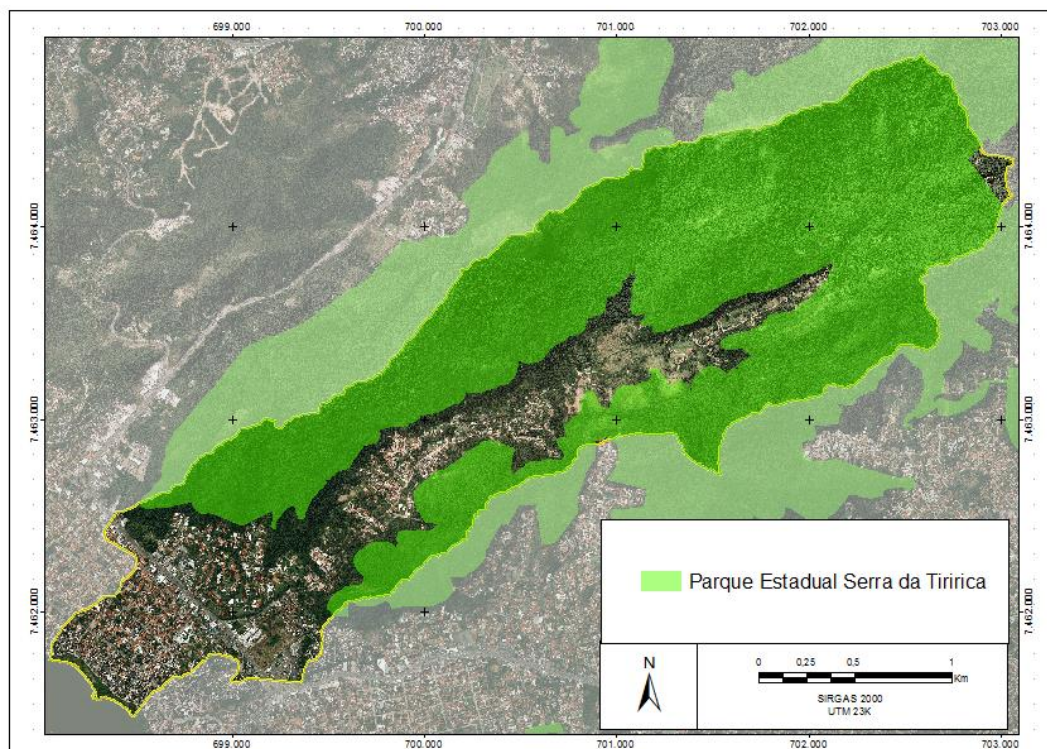 699.000 700.000 701.000 702.000 703.000
7.464.000 7.464.000
7.463.000 7.463.000
7.462.000 7.462.000
Parque Estadual Serra da Tiririca
N
0 0,25 0,5 1
Km
SIRGAS 2000
UTM 23K
699.000 700.000 701.000 702.000 703.000